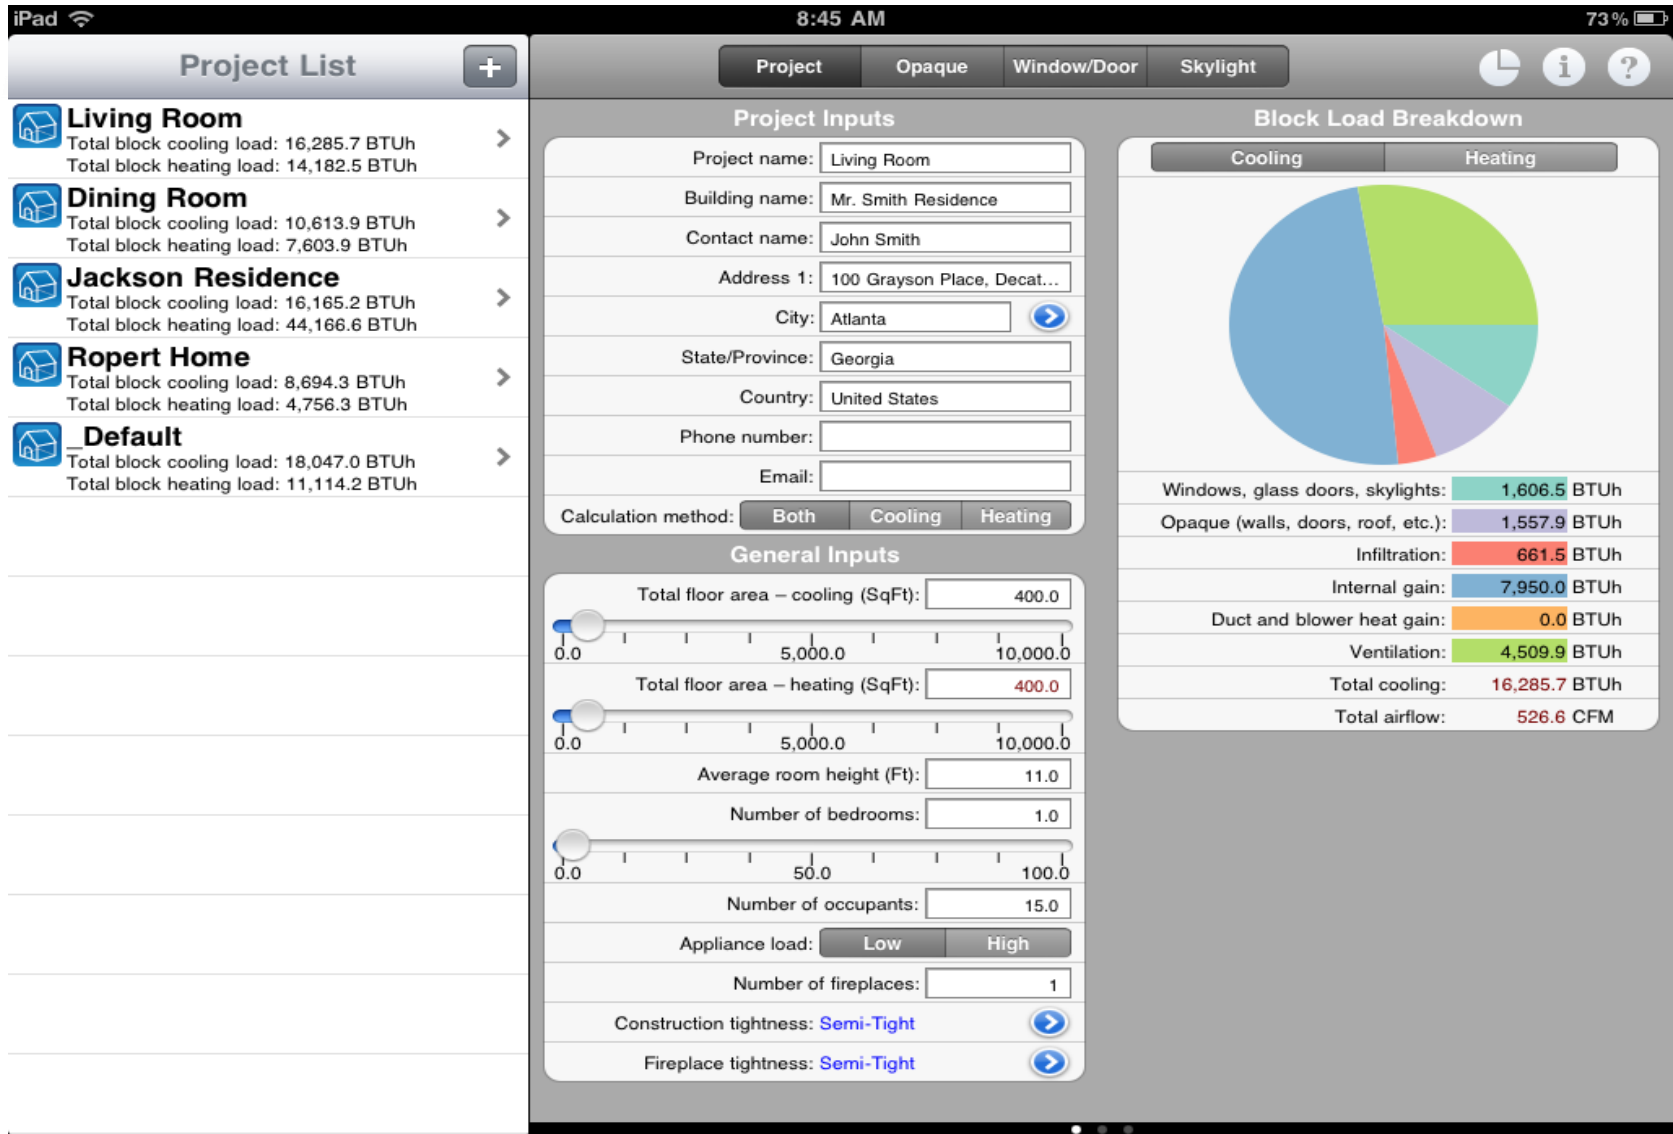 iPad
8:45 AM
73%
Project List
+
Living Room
Total block cooling load: 16,285.7 BTUh
Total block heating load: 14,182.5 BTUh
Dining Room
Total block cooling load: 10,613.9 BTUh
Total block heating load: 7,603.9 BTUh
Jackson Residence
Total block cooling load: 16,165.2 BTUh
Total block heating load: 44,166.6 BTUh
Ropert Home
Total block cooling load: 8,694.3 BTUh
Total block heating load: 4,756.3 BTUh
_Default
Total block cooling load: 18,047.0 BTUh
Total block heating load: 11,114.2 BTUh
Project Opaque Window/Door Skylight
i ?
Project Inputs
Project name: Living Room
Building name: Mr. Smith Residence
Contact name: John Smith
Address 1: 100 Grayson Place, Decat...
City: Atlanta
State/Province: Georgia
Country: United States
Phone number:
Email:
Calculation method: Both Cooling Heating
General Inputs
Total floor area – cooling (SqFt): 400.0
0.0 5,000.0 10,000.0
Total floor area – heating (SqFt): 400.0
0.0 5,000.0 10,000.0
Average room height (Ft): 11.0
Number of bedrooms: 1.0
0.0 50.0 100.0
Number of occupants: 15.0
Appliance load: Low High
Number of fireplaces: 1
Construction tightness: Semi-Tight
Fireplace tightness: Semi-Tight
Block Load Breakdown
Cooling Heating
Windows, glass doors, skylights: 1,606.5 BTUh
Opaque (walls, doors, roof, etc.): 1,557.9 BTUh
Infiltration: 661.5 BTUh
Internal gain: 7,950.0 BTUh
Duct and blower heat gain: 0.0 BTUh
Ventilation: 4,509.9 BTUh
Total cooling: 16,285.7 BTUh
Total airflow: 526.6 CFM